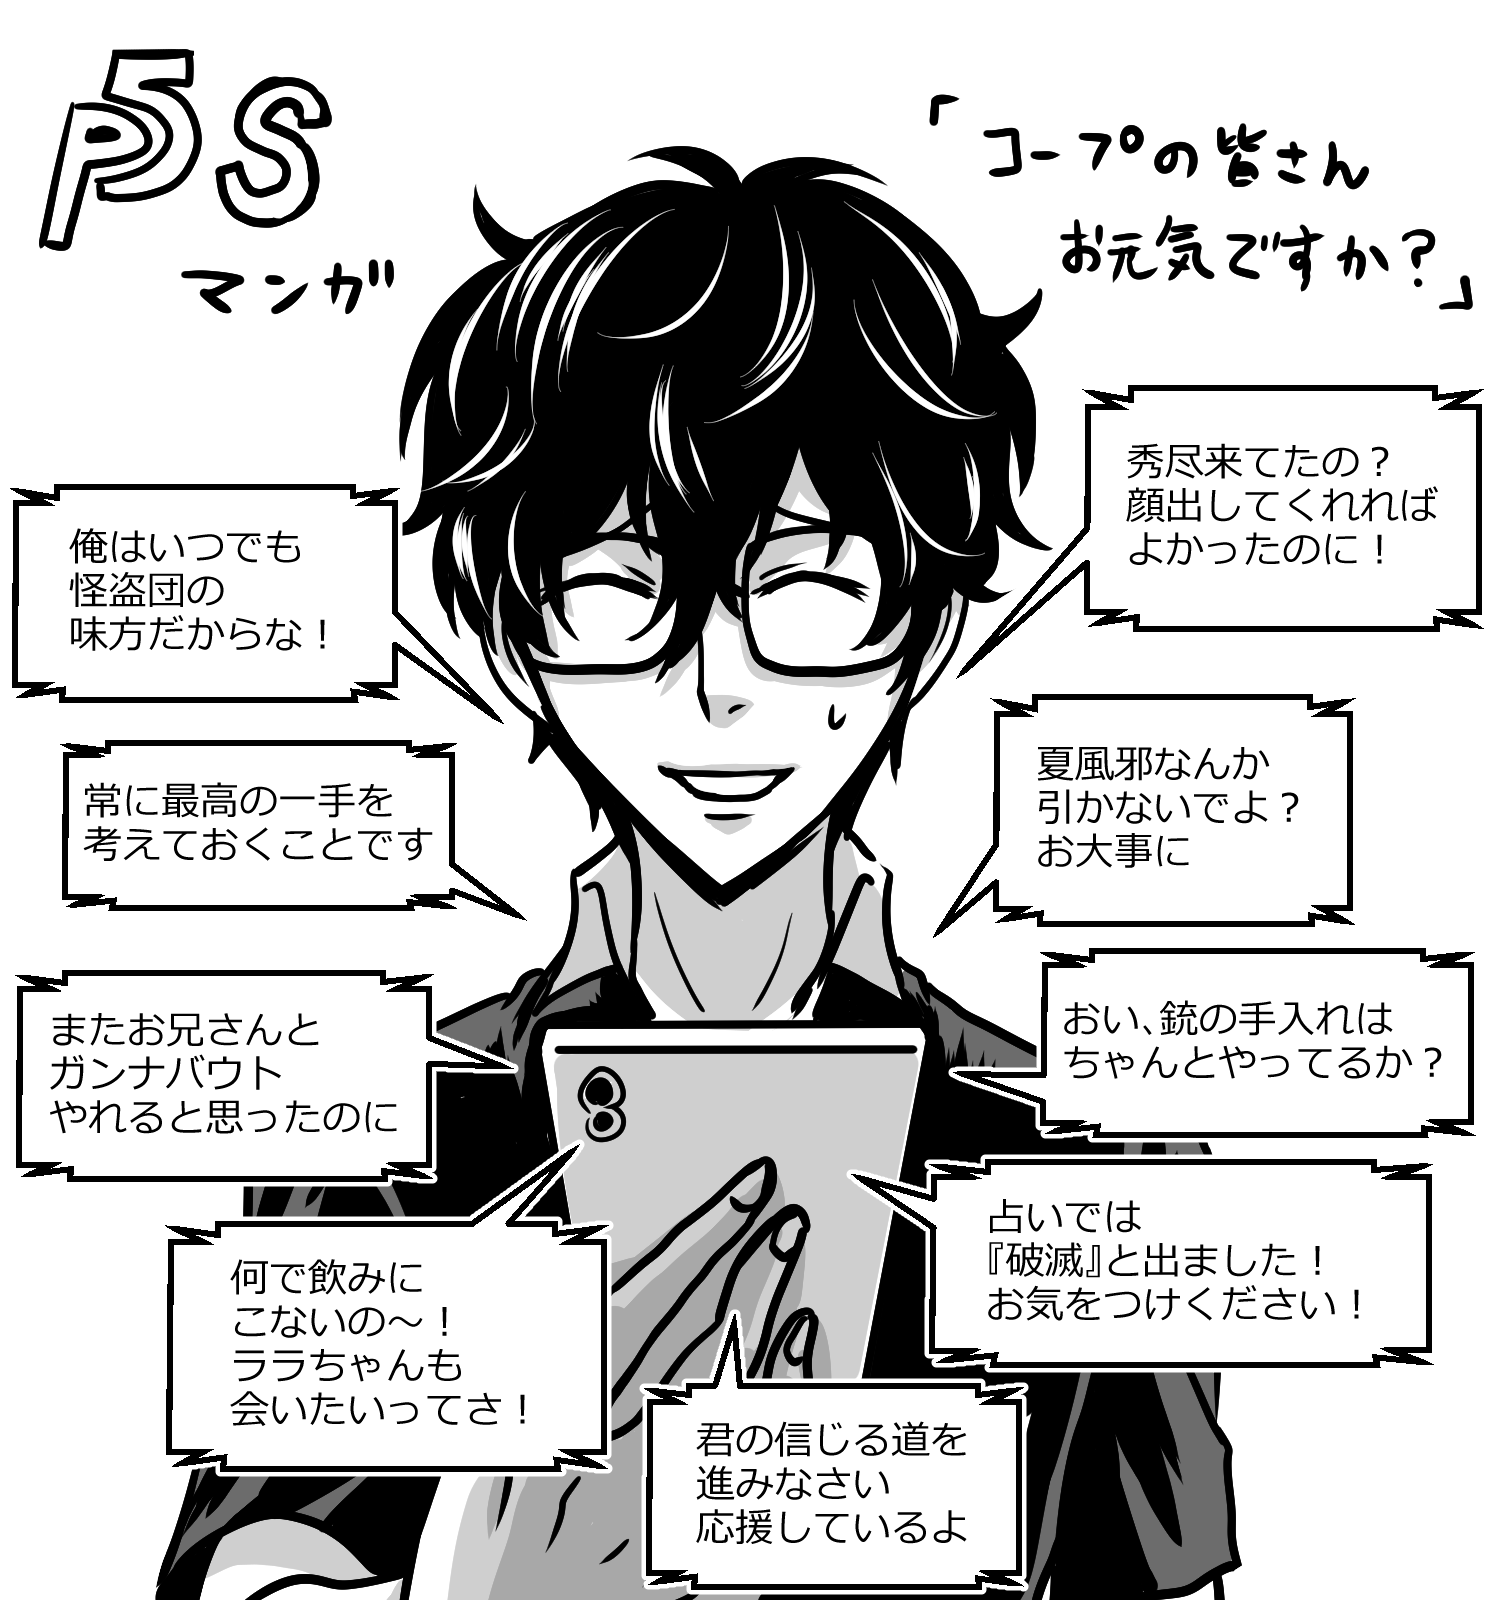 P5S
マンガ
「コープの皆さん
お元気ですか？」
秀尽来てたの？
顔出してくれれば
よかったのに！
俺はいつでも
怪盗団の
味方だからな！
夏風邪なんか
引かないでよ？
お大事に
常に最高の一手を
考えておくことです
おい、銃の手入れは
ちゃんとやってるか？
またお兄さんと
ガンナバウト
やれると思ったのに
占いでは
『破滅』と出ました！
お気をつけください！
何で飲みに
こないの～！
ララちゃんも
会いたいってさ！
君の信じる道を
進みなさい
応援しているよ